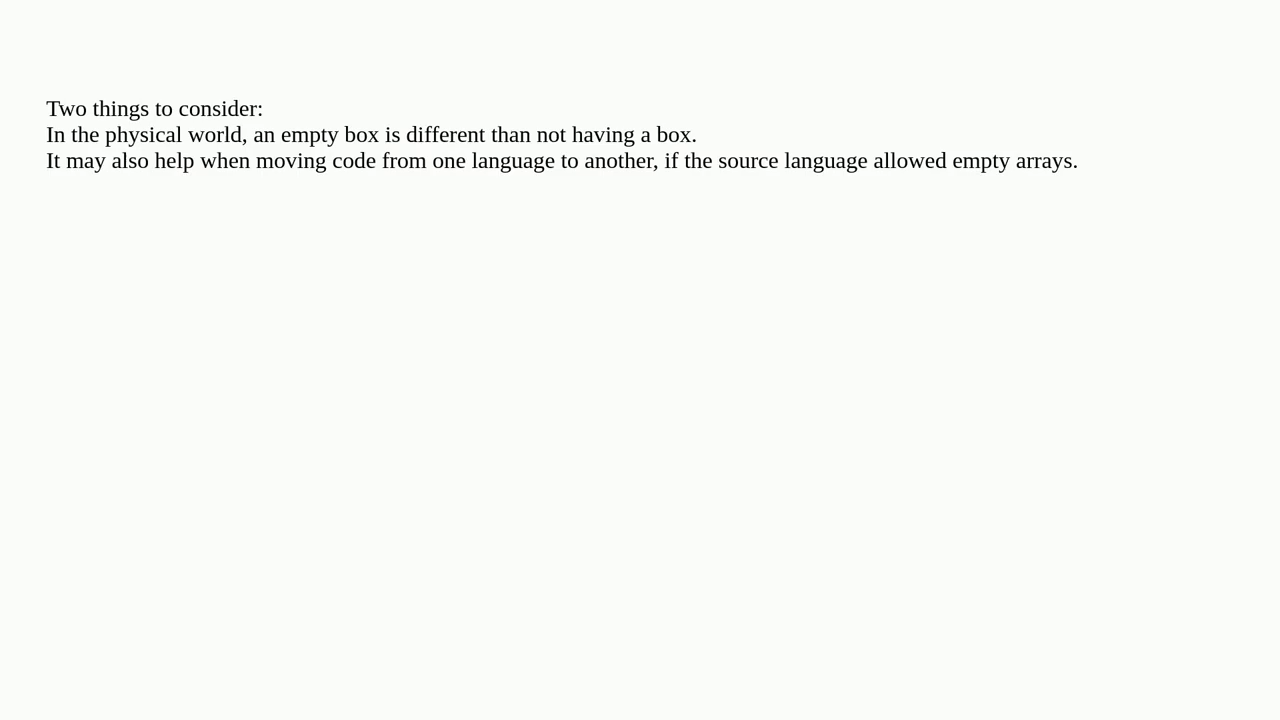 Two things to consider:
In the physical world, an empty box is different than not having a box.
It may also help when moving code from one language to another, if the source language allowed empty arrays.